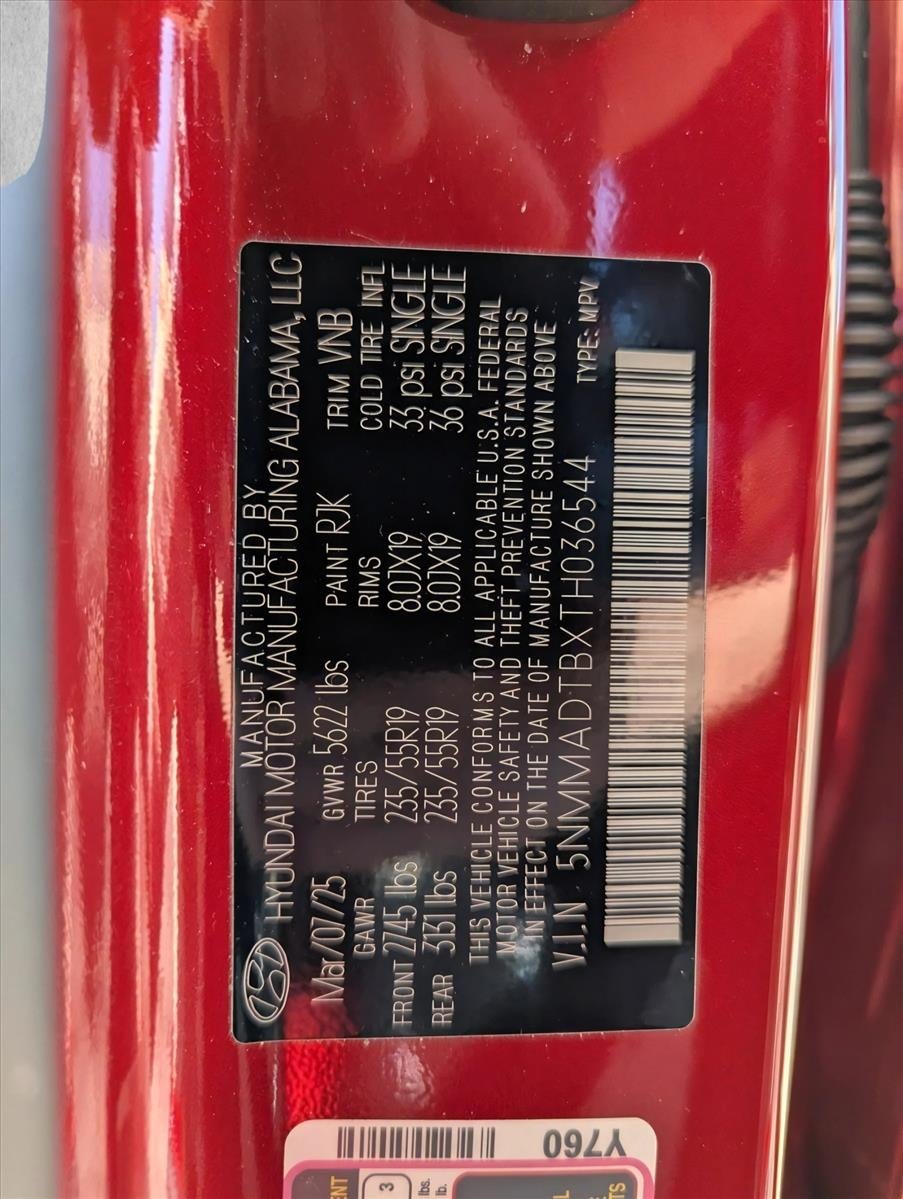 MANUFACTURED BY
HYUNDAI MOTOR MANUFACTURING ALABAMA, LLC
Mar/07/25 GVWR 5622 lbs PAINT RJK TRIM VNB
GAWR TIRES RIMS COLD TIRE INFL
FRONT 2745 lbs 235/55R19 8.0JX19 33 psi SINGLE
REAR 3131 lbs 235/55R19 8.0JX19 36 psi SINGLE
THIS VEHICLE CONFORMS TO ALL APPLICABLE U.S.A. FEDERAL
MOTOR VEHICLE SAFETY AND THEFT PREVENTION STANDARDS
IN EFFECT ON THE DATE OF MANUFACTURE SHOWN ABOVE
V.I.N 5NMMADTBXTH036544 TYPE: MPV
Y760
3
lbs.
lb.